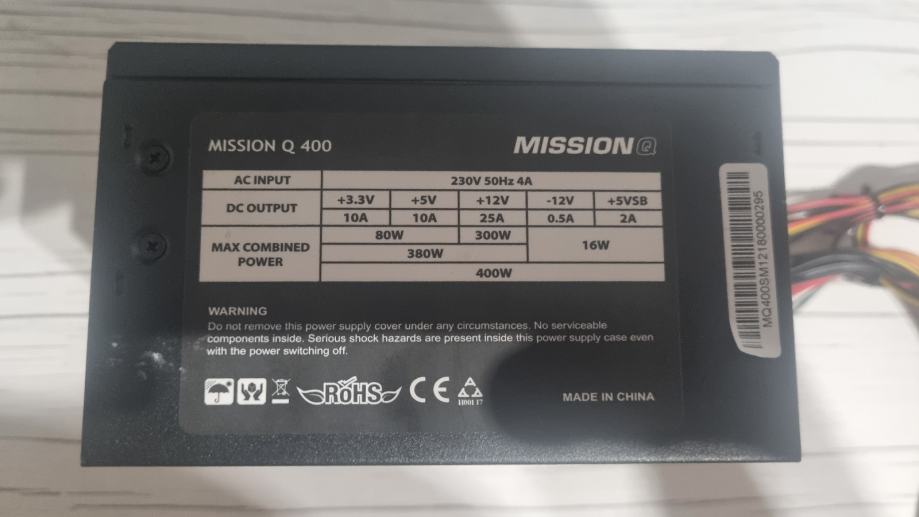 MISSION Q 400
MISSION Q
AC INPUT 230V 50Hz 4A
DC OUTPUT +3.3V +5V +12V -12V +5VSB
10A 10A 25A 0.5A 2A
MAX COMBINED POWER 80W 300W 16W
380W
400W
WARNING
Do not remove this power supply cover under any circumstances. No serviceable
components inside. Serious shock hazards are present inside this power supply case even
with the power switching off.
RoHS CE H00117
MADE IN CHINA
MQ400SM12180000295